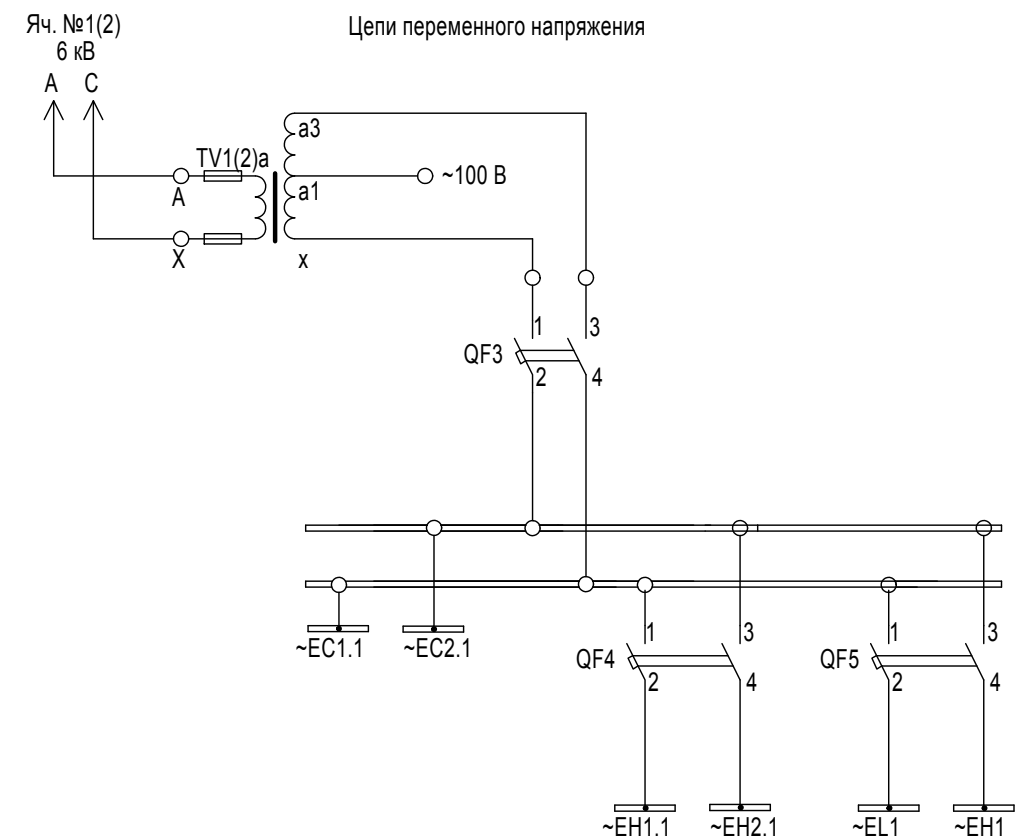 Яч. №1(2)
6 кВ
Цепи переменного напряжения
А С
TV1(2)a
a3
~100 В
А
a1
Х
x
1 3
QF3
2 4
~EC1.1 ~EC2.1
1 3 1 3
QF4 QF5
2 4 2 4
~EH1.1 ~EH2.1 ~EL1 ~EH1